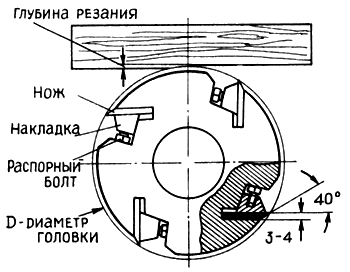 ГЛУБИНА РЕЗАНИЯ
Нож
Накладка
Распорный
болт
D-диаметр
головки
40°
3-4